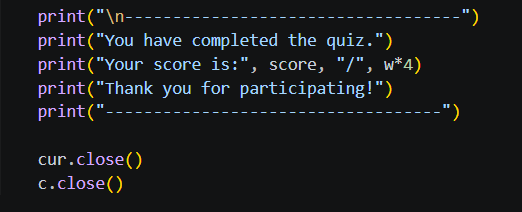 print("\n-----------------------------------")
print("You have completed the quiz.")
print("Your score is:", score, "/", w*4)
print("Thank you for participating!")
print("-----------------------------------")
cur.close()
c.close()